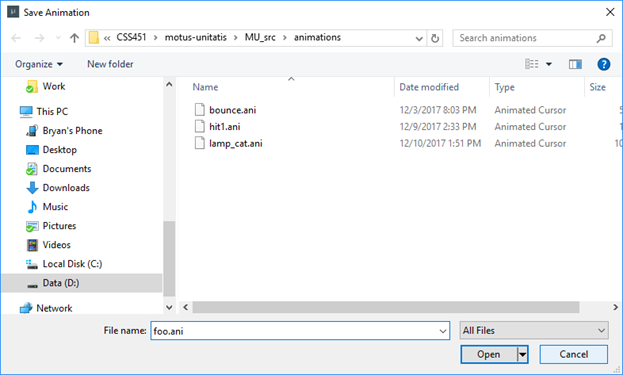 Save Animation
« CSS451 › motus-unitatis › MU_src › animations
Search animations
Organize
New folder
Name
Date modified
Type
Size
Work
This PC
Bryan's Phone
Desktop
Documents
Downloads
Music
Pictures
Videos
Local Disk (C:)
Data (D:)
Network
bounce.ani 12/3/2017 8:03 PM Animated Cursor 5
hit1.ani 12/9/2017 2:33 PM Animated Cursor
lamp_cat.ani 12/10/2017 1:51 PM Animated Cursor 10
File name: foo.ani
All Files
Open
Cancel